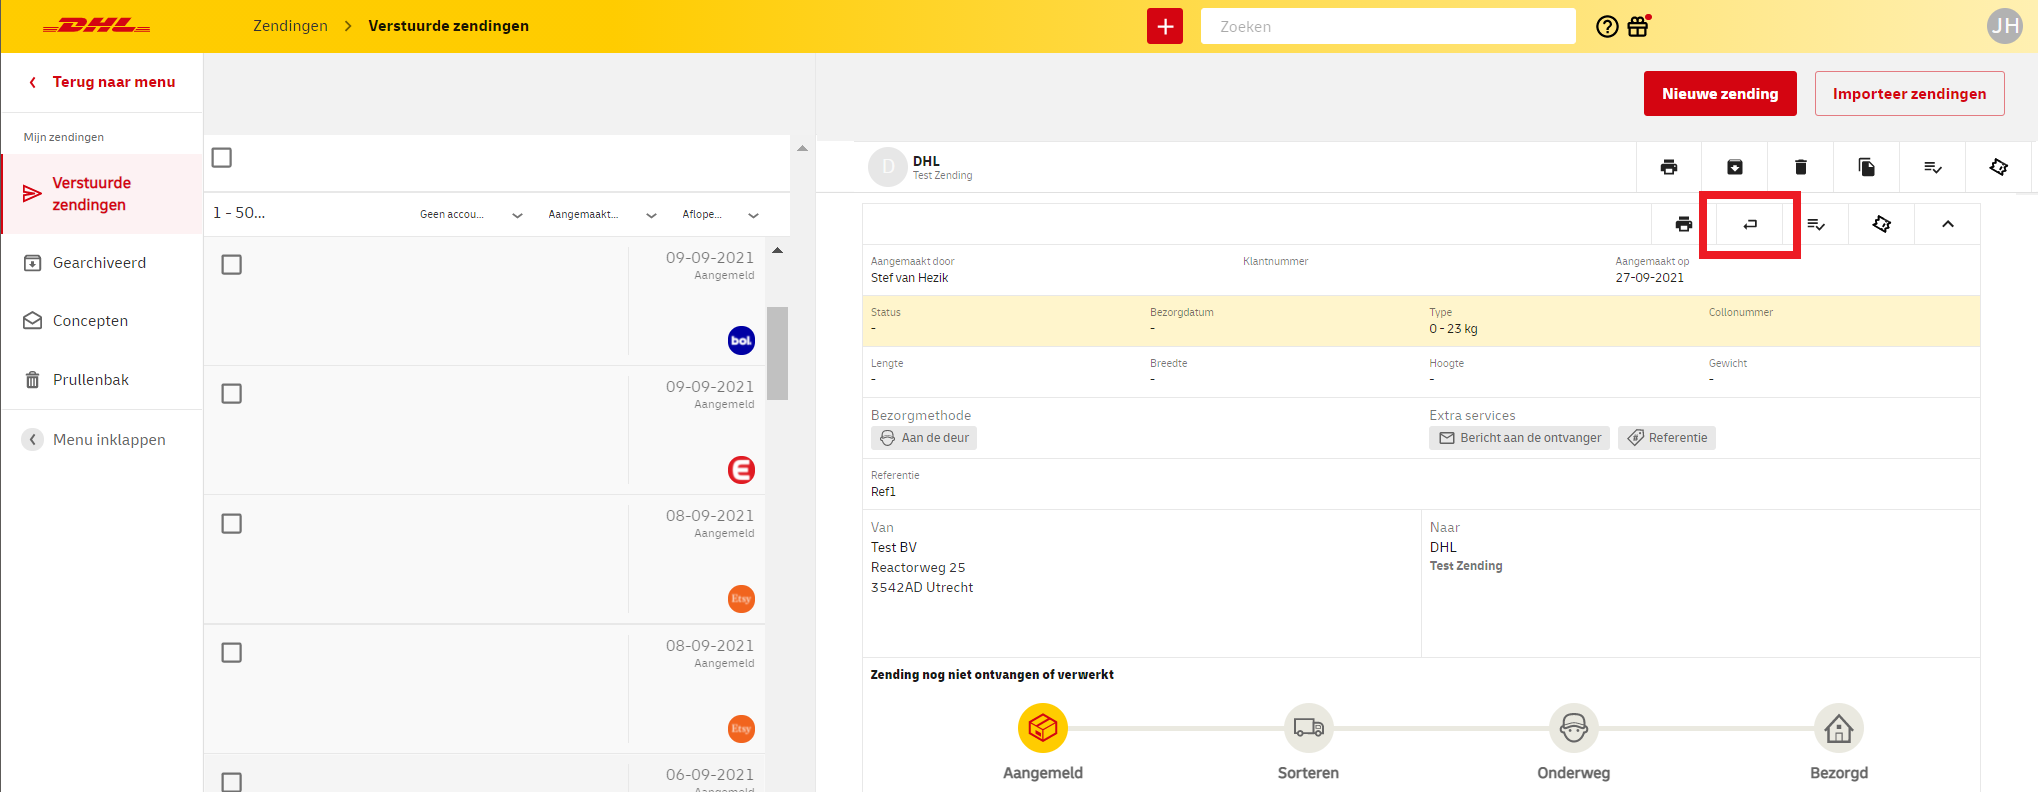 DHL
Zendingen > Verstuurde zendingen
+
Zoeken
JH
Terug naar menu
Mijn zendingen
Verstuurde
zendingen
Gearchiveerd
Concepten
Prullenbak
Menu inklappen
1 - 50...
Geen accou...
Aangemaakt...
Aflope...
09-09-2021
Aangemeld
bol.
09-09-2021
Aangemeld
E
08-09-2021
Aangemeld
Etsy
08-09-2021
Aangemeld
Etsy
06-09-2021
Aangemeld
Nieuwe zending
Importeer zendingen
D
DHL
Test Zending
Aangemaakt door
Stef van Hezik
Klantnummer
Aangemaakt op
27-09-2021
Status
-
Bezorgdatum
-
Type
0 - 23 kg
Collonummer
Lengte
-
Breedte
-
Hoogte
-
Gewicht
-
Bezorgmethode
Aan de deur
Extra services
Bericht aan de ontvanger
Referentie
Referentie
Ref1
Van
Test BV
Reactorweg 25
3542AD Utrecht
Naar
DHL
Test Zending
Zending nog niet ontvangen of verwerkt
Aangemeld
Sorteren
Onderweg
Bezorgd